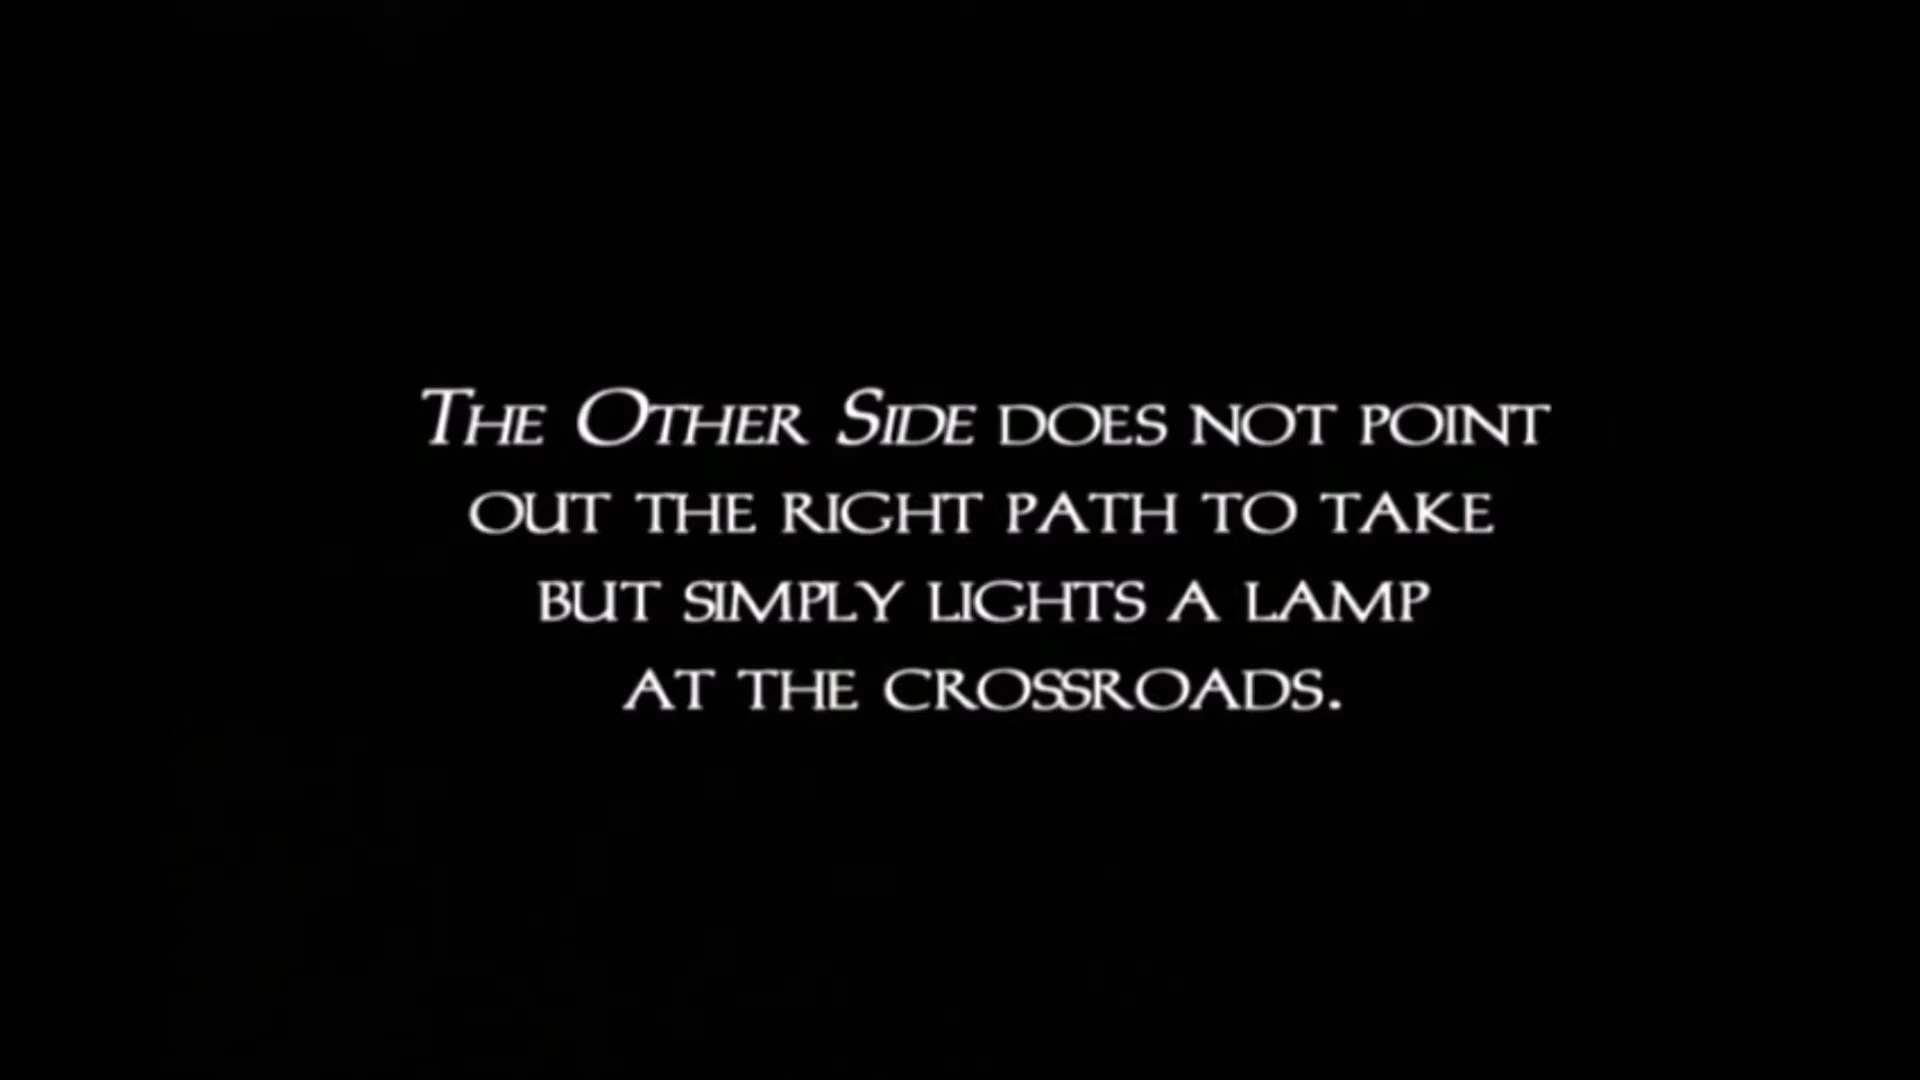 The Other Side does not point
out the right path to take
but simply lights a lamp
at the crossroads.